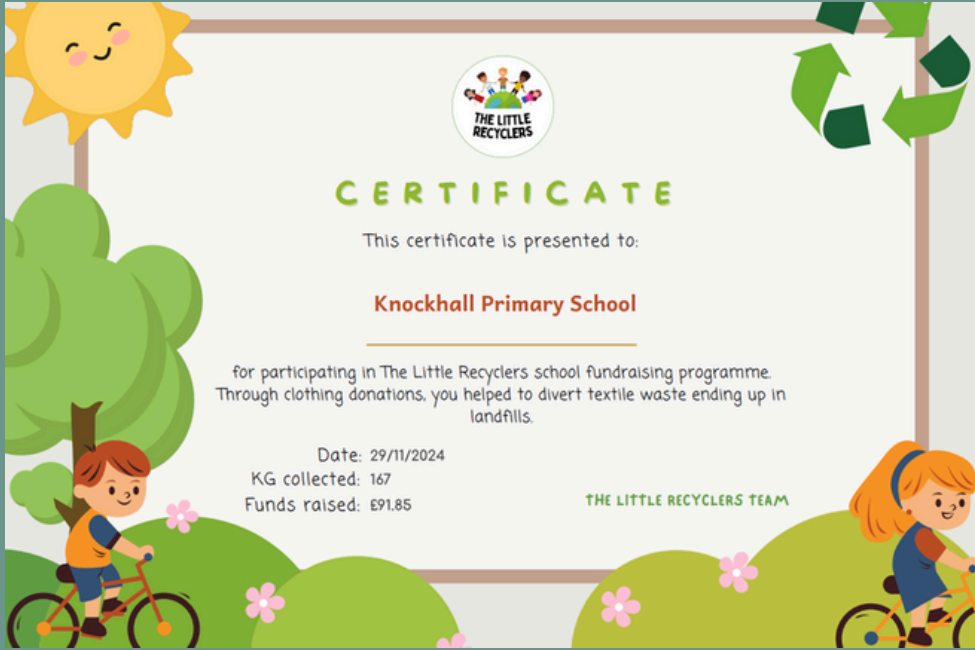 THE LITTLE
RECYCLERS
CERTIFICATE
This certificate is presented to:
Knockhall Primary School
for participating in The Little Recyclers school fundraising programme.
Through clothing donations, you helped to divert textile waste ending up in
landfills.
Date: 29/11/2024
KG collected: 167
Funds raised: £91.85
THE LITTLE RECYCLERS TEAM